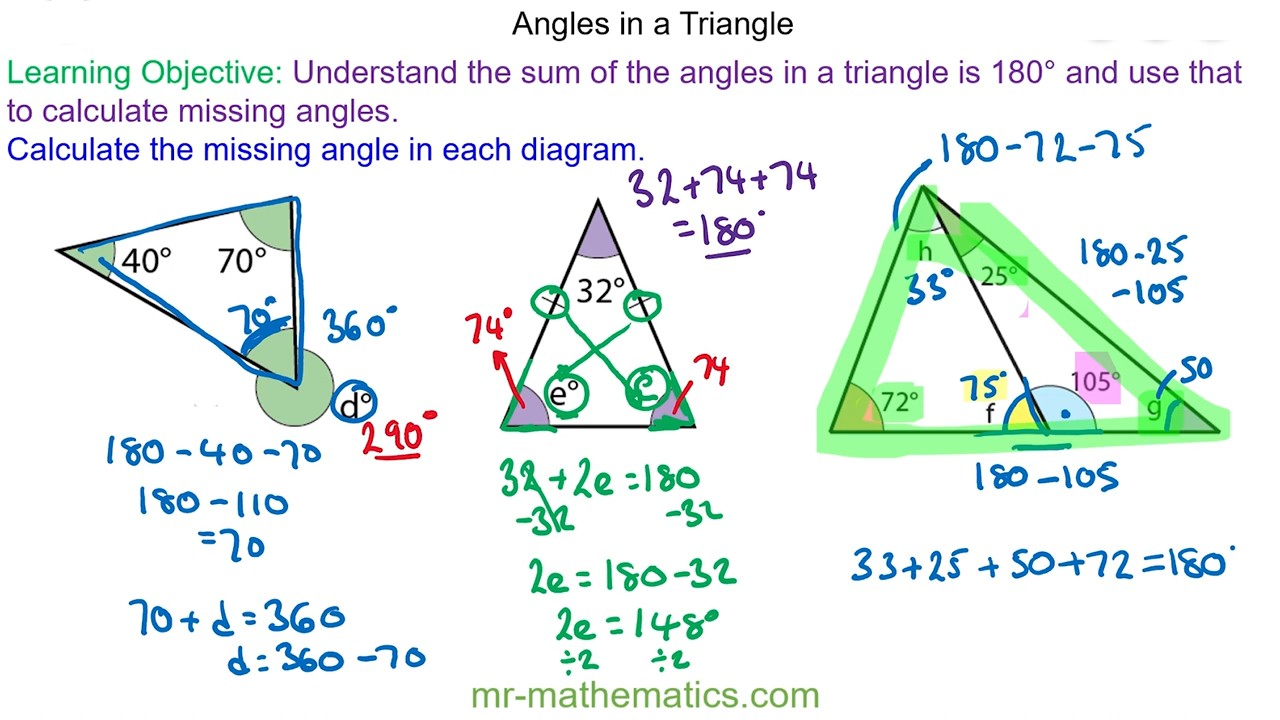 Angles in a Triangle
Learning Objective: Understand the sum of the angles in a triangle is 180° and use that
to calculate missing angles.
Calculate the missing angle in each diagram.
40°
70°
70°
360°
d°
290°
180-40-70
180-110
=70
70+d=360
d=360-70
32+74+74
=180°
32°
74°
74
e°
e
32+2e=180
-32 -32
2e=180-32
2e=148°
÷2 ÷2
180-72-75
h
33°
25°
180-25
-105
72°
75°
f
105°
g
50
180-105
33+25+50+72=180°
mr-mathematics.com